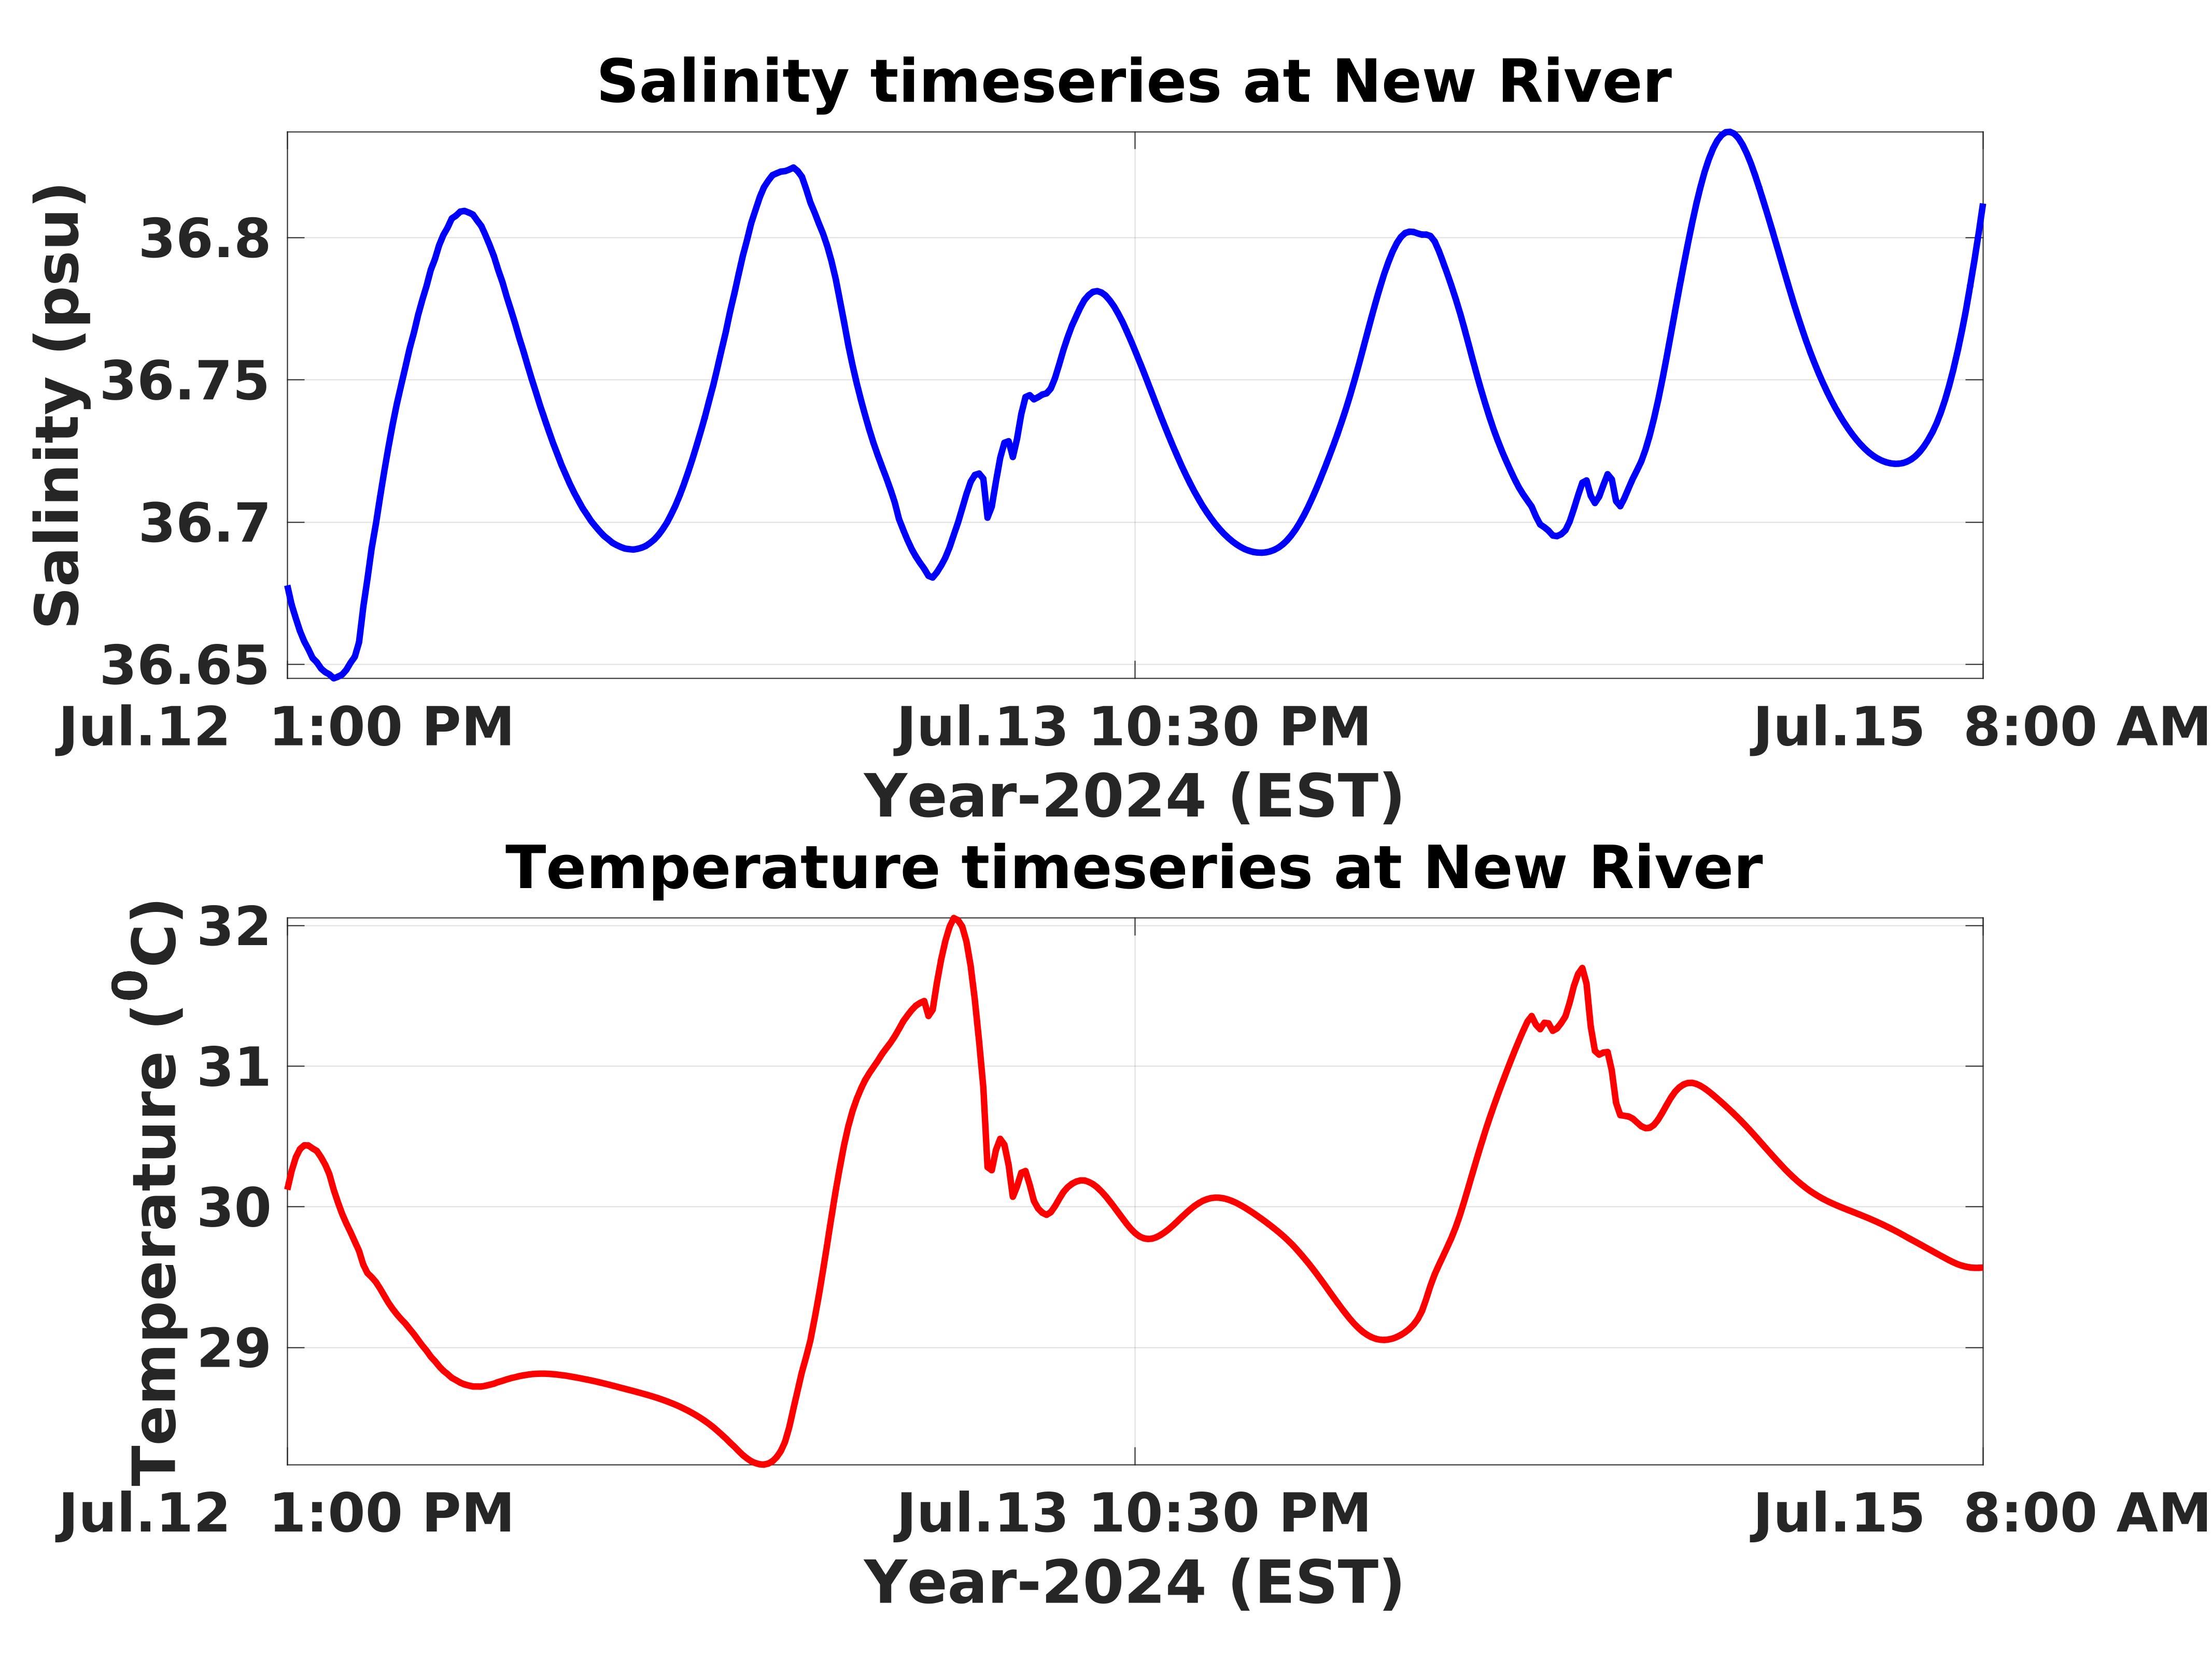 Salinity timeseries at New River
Salinity (psu)
36.8
36.75
36.7
36.65
Jul.12  1:00 PM
Jul.13 10:30 PM
Jul.15  8:00 AM
Year-2024 (EST)
Temperature timeseries at New River
Temperature (⁰C)
32
31
30
29
Jul.12  1:00 PM
Jul.13 10:30 PM
Jul.15  8:00 AM
Year-2024 (EST)